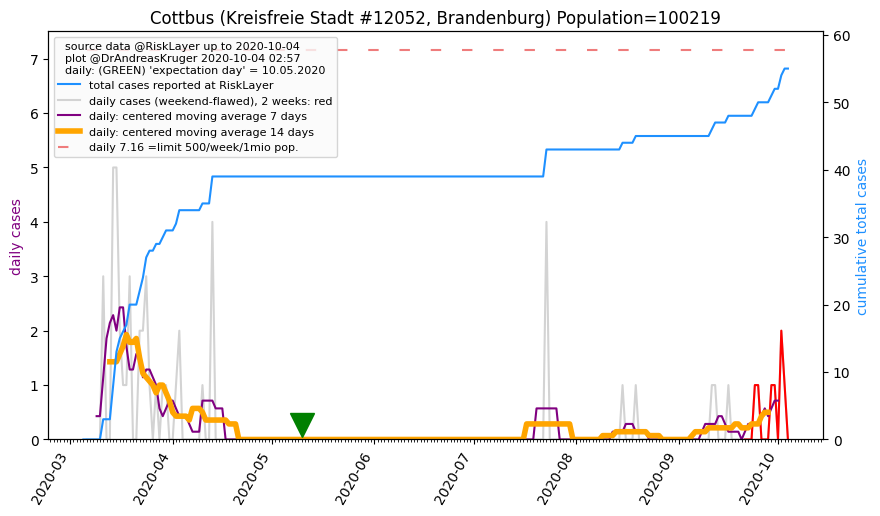 Cottbus (Kreisfreie Stadt #12052, Brandenburg) Population=100219
source data @RiskLayer up to 2020-10-04
plot @DrAndreasKruger 2020-10-04 02:57
daily: (GREEN) 'expectation day' = 10.05.2020
total cases reported at RiskLayer
daily cases (weekend-flawed), 2 weeks: red
daily: centered moving average 7 days
daily: centered moving average 14 days
daily 7.16 =limit 500/week/1mio pop.
daily cases
7
6
5
4
3
2
1
0
cumulative total cases
60
50
40
30
20
10
0
2020-03
2020-04
2020-05
2020-06
2020-07
2020-08
2020-09
2020-10